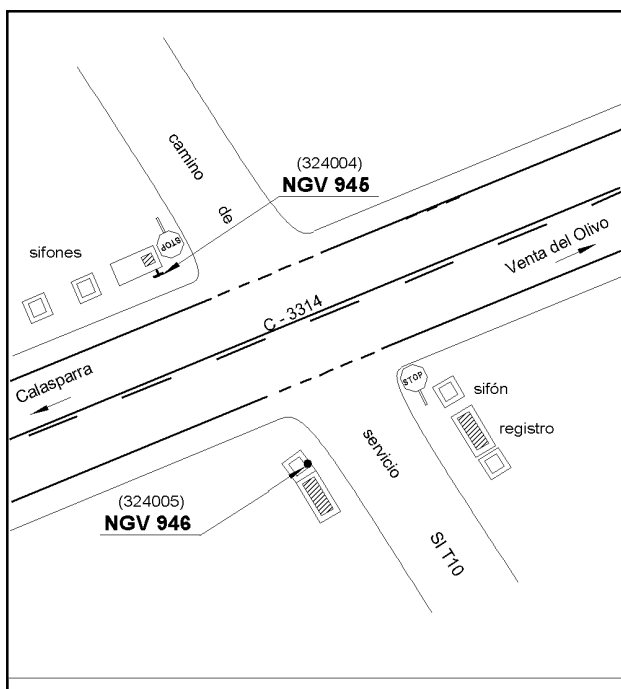 camino
de
(324004)
NGV 945
STOP
sifones
Venta del Olivo
C - 3314
Calasparra
STOP
sifón
registro
servicio
(324005)
NGV 946
SI T10